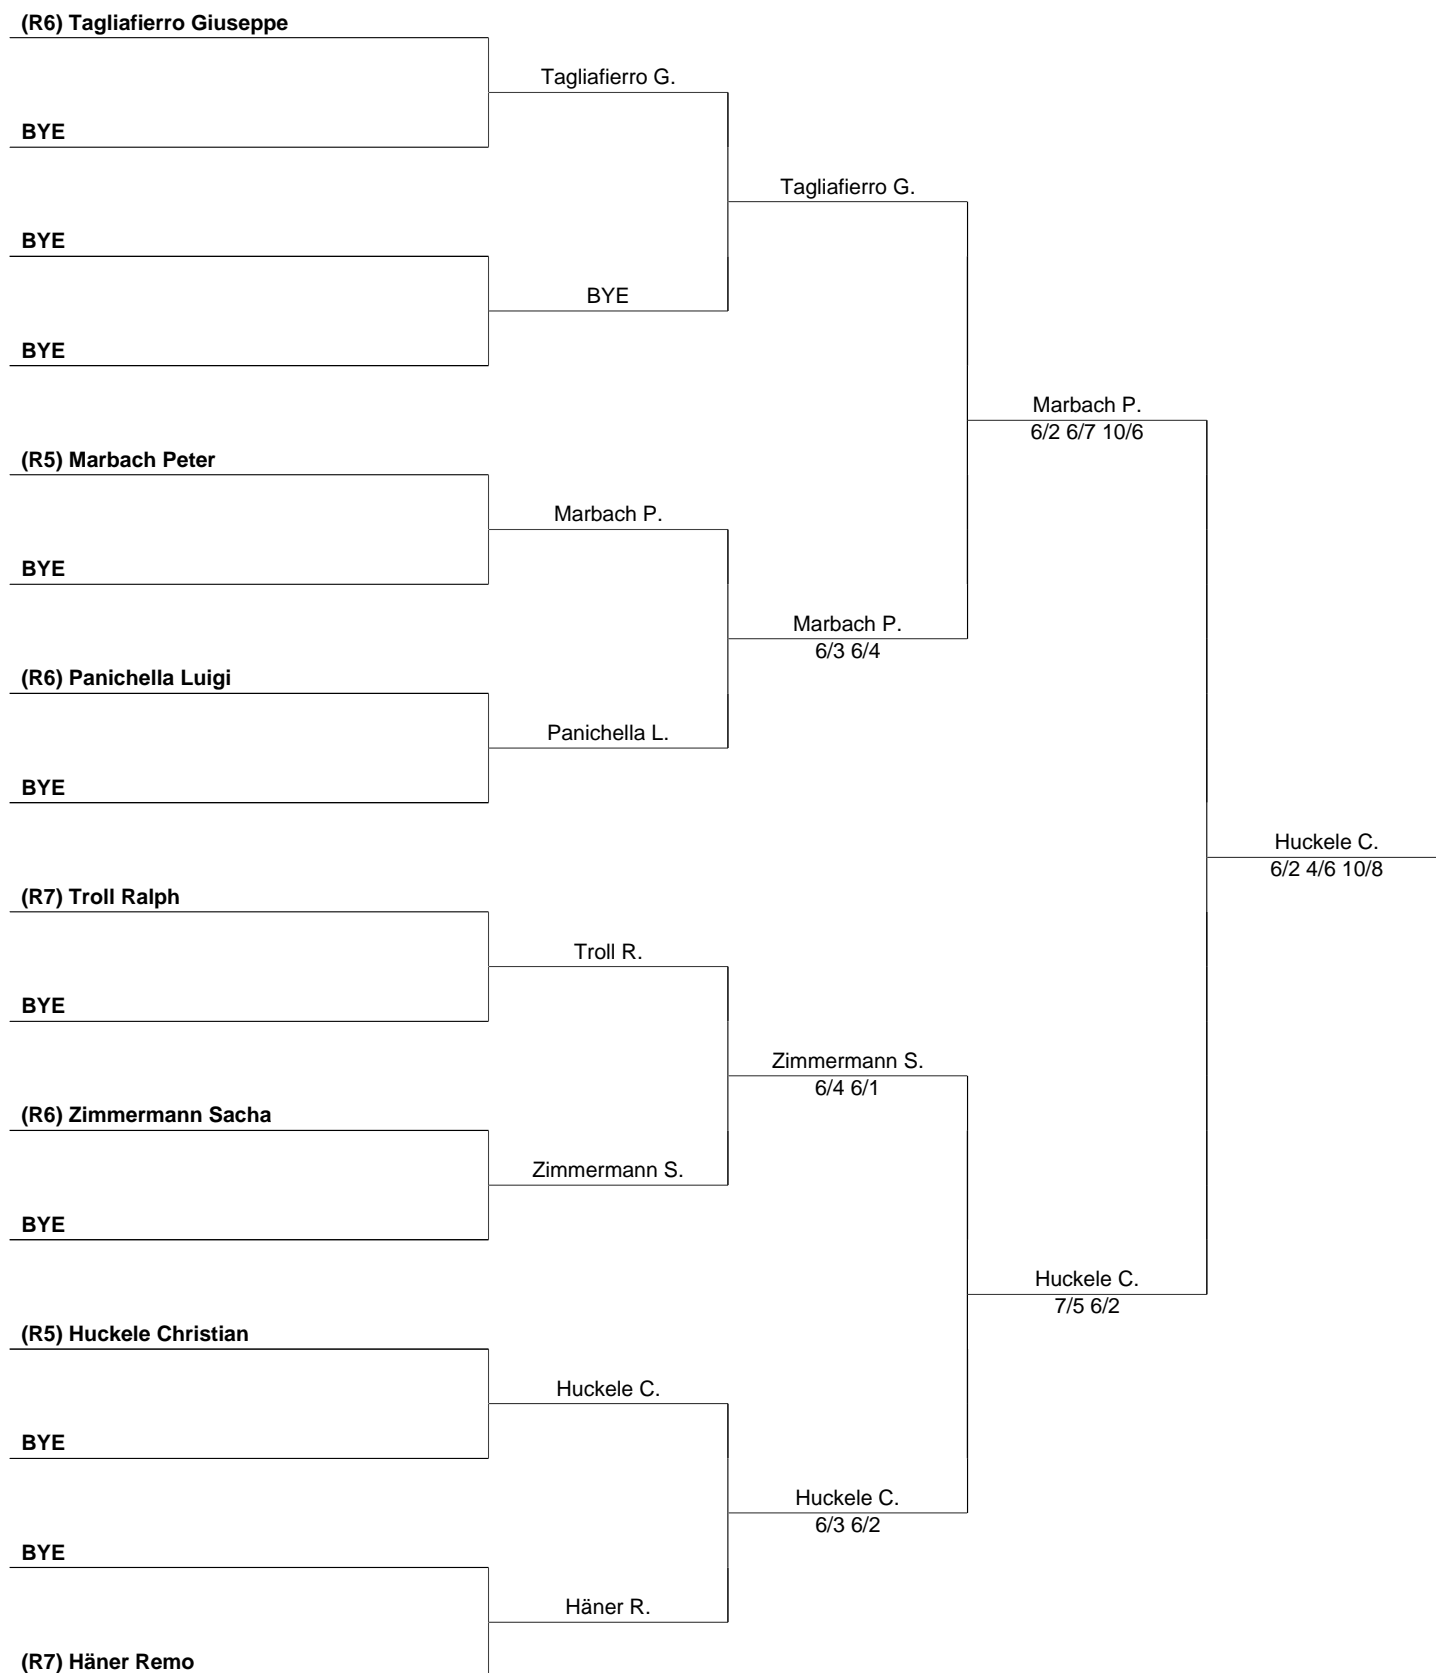 (R6) Tagliafierro Giuseppe
Tagliafierro G.
BYE
Tagliafierro G.
BYE
BYE
BYE
Marbach P.
6/2 6/7 10/6
(R5) Marbach Peter
Marbach P.
BYE
Marbach P.
6/3 6/4
(R6) Panichella Luigi
Panichella L.
BYE
Huckele C.
6/2 4/6 10/8
(R7) Troll Ralph
Troll R.
BYE
Zimmermann S.
6/4 6/1
(R6) Zimmermann Sacha
Zimmermann S.
BYE
Huckele C.
7/5 6/2
(R5) Huckele Christian
Huckele C.
BYE
Huckele C.
6/3 6/2
BYE
Häner R.
(R7) Häner Remo